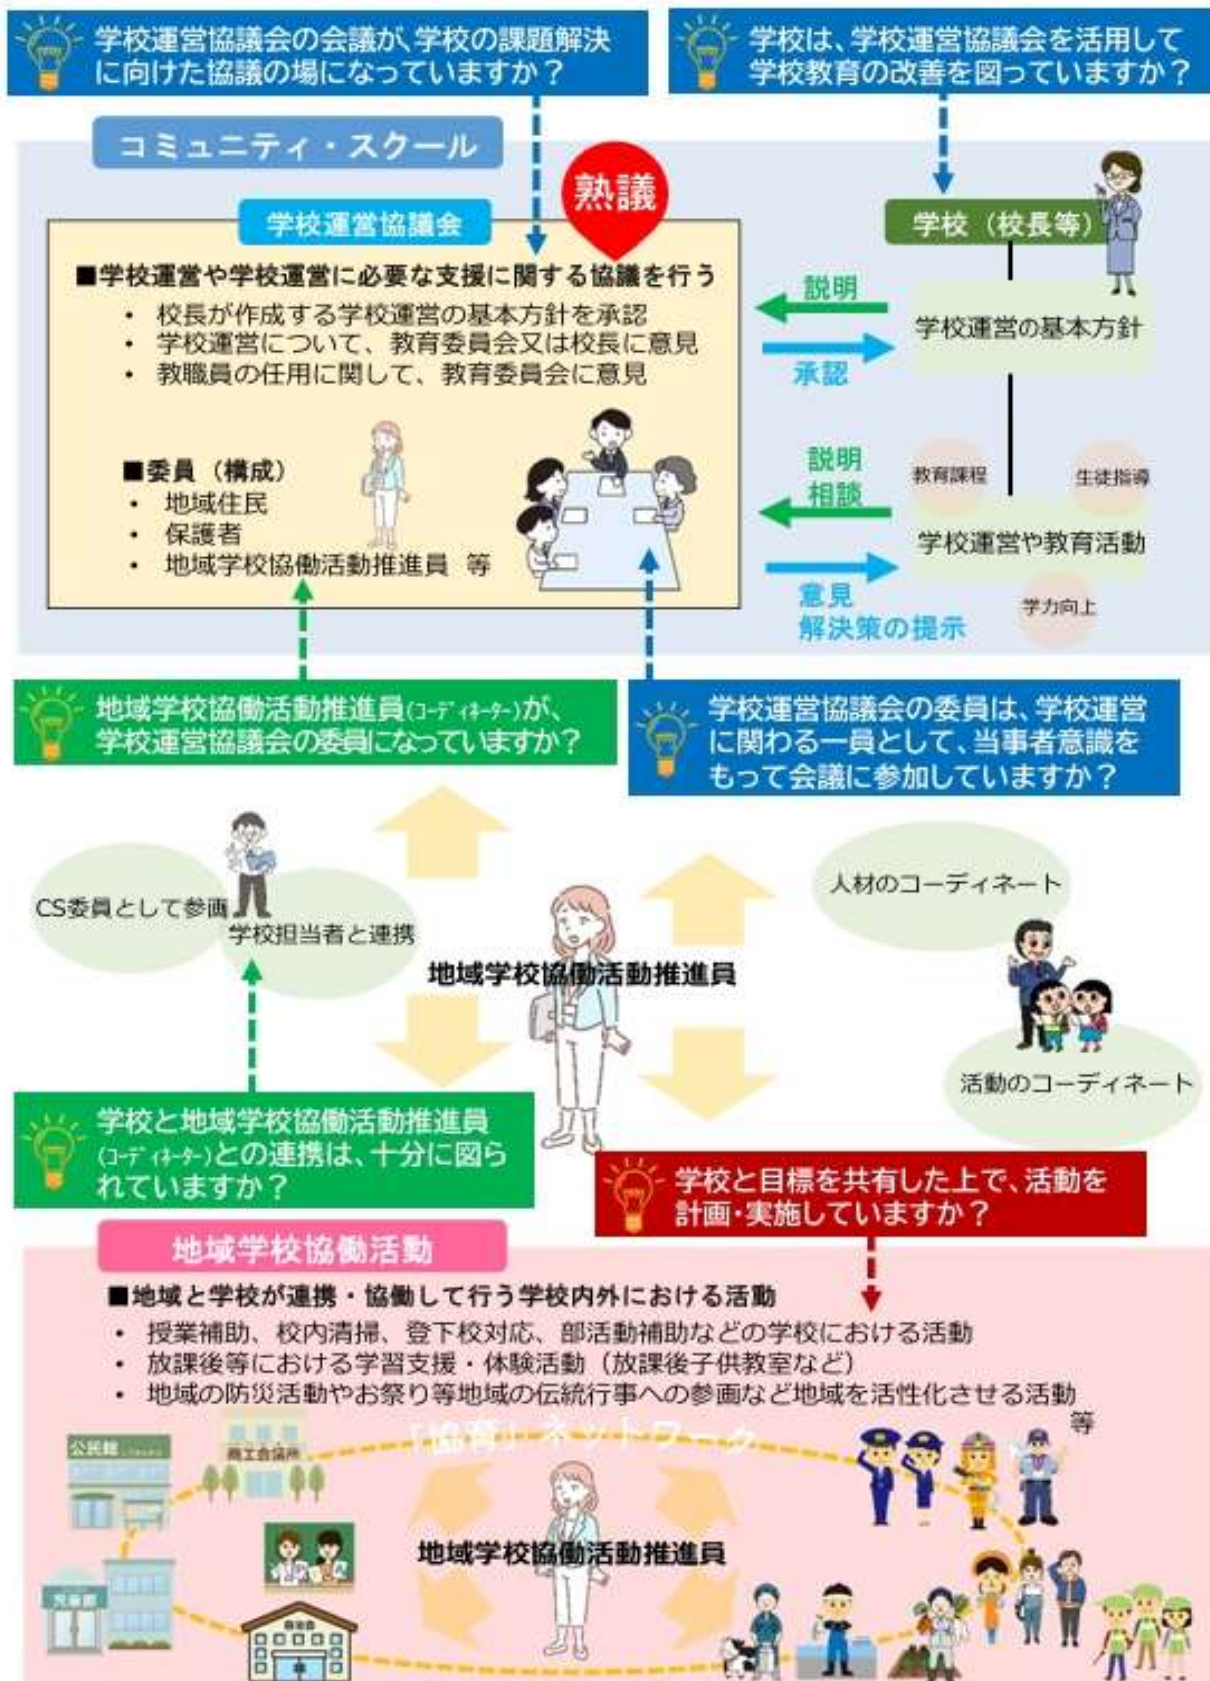 学校運営協議会の会議が、学校の課題解決
に向けた協議の場になっていますか？
学校は、学校運営協議会を活用して
学校教育の改善を図っていますか？
コミュニティ・スクール
熟議
学校運営協議会
■学校運営や学校運営に必要な支援に関する協議を行う
・ 校長が作成する学校運営の基本方針を承認
・ 学校運営について、教育委員会又は校長に意見
・ 教職員の任用に関して、教育委員会に意見
■委員（構成）
・ 地域住民
・ 保護者
・ 地域学校協働活動推進員 等
学校（校長等）
説明
承認
学校運営の基本方針
説明
相談
教育課程
生徒指導
学校運営や教育活動
意見
解決策の提示
学力向上
地域学校協働活動推進員(ｺｰﾃﾞｨﾈｰﾀｰ)が、
学校運営協議会の委員になっていますか？
学校運営協議会の委員は、学校運営
に関わる一員として、当事者意識を
もって会議に参加していますか？
CS委員として参画
学校担当者と連携
地域学校協働活動推進員
人材のコーディネート
活動のコーディネート
学校と地域学校協働活動推進員
(ｺｰﾃﾞｨﾈｰﾀｰ)との連携は、十分に図ら
れていますか？
学校と目標を共有した上で、活動を
計画・実施していますか？
地域学校協働活動
■地域と学校が連携・協働して行う学校内外における活動
・ 授業補助、校内清掃、登下校対応、部活動補助などの学校における活動
・ 放課後等における学習支援・体験活動（放課後子供教室など）
・ 地域の防災活動やお祭り等地域の伝統行事への参画など地域を活性化させる活動
等
「協育」ネットワーク
公民館
商工会議所
地域学校協働活動推進員